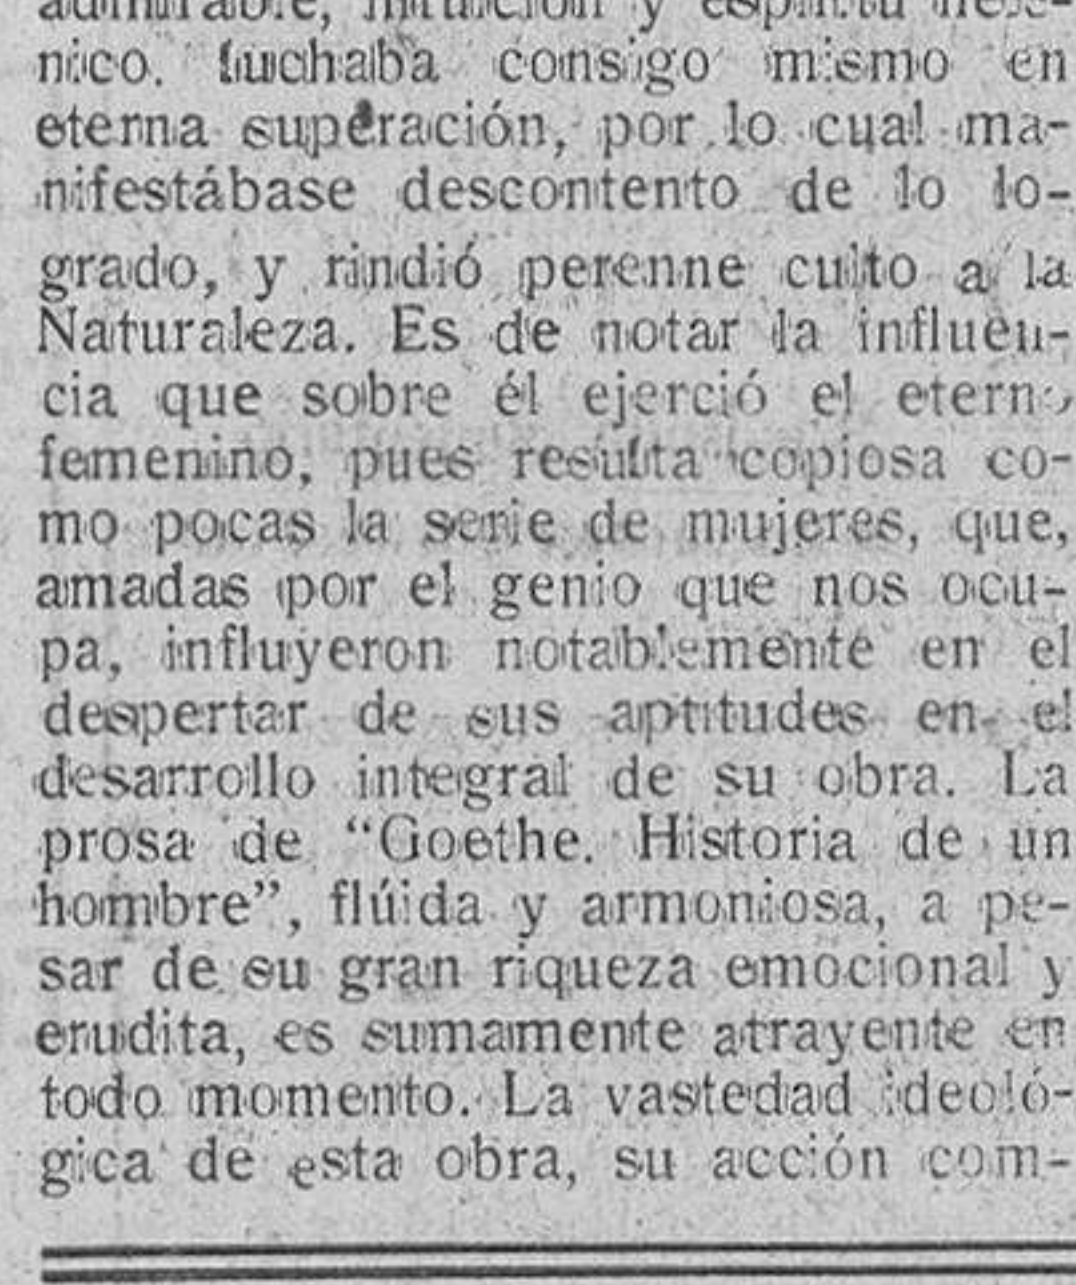 admirable, intuición y espíritu hele-
nico. luchaba consigo mismo en
eterna superación, por lo cual ma-
nifestábase descontento de lo lo-
grado, y rindió perenne culto a la
Naturaleza. Es de notar la influen-
cia que sobre él ejerció el eterno
femenino, pues resulta copiosa co-
mo pocas la serie de mujeres, que,
amadas por el genio que nos ocu-
pa, influyeron notablemente en el
despertar de sus aptitudes en el
desarrollo integral de su obra. La
prosa de “Goethe. Historia de un
hombre”, flúida y armoniosa, a pe-
sar de su gran riqueza emocional y
erudita, es sumamente atrayente en
todo momento. La vastedad ideoló-
gica de esta obra, su acción com-